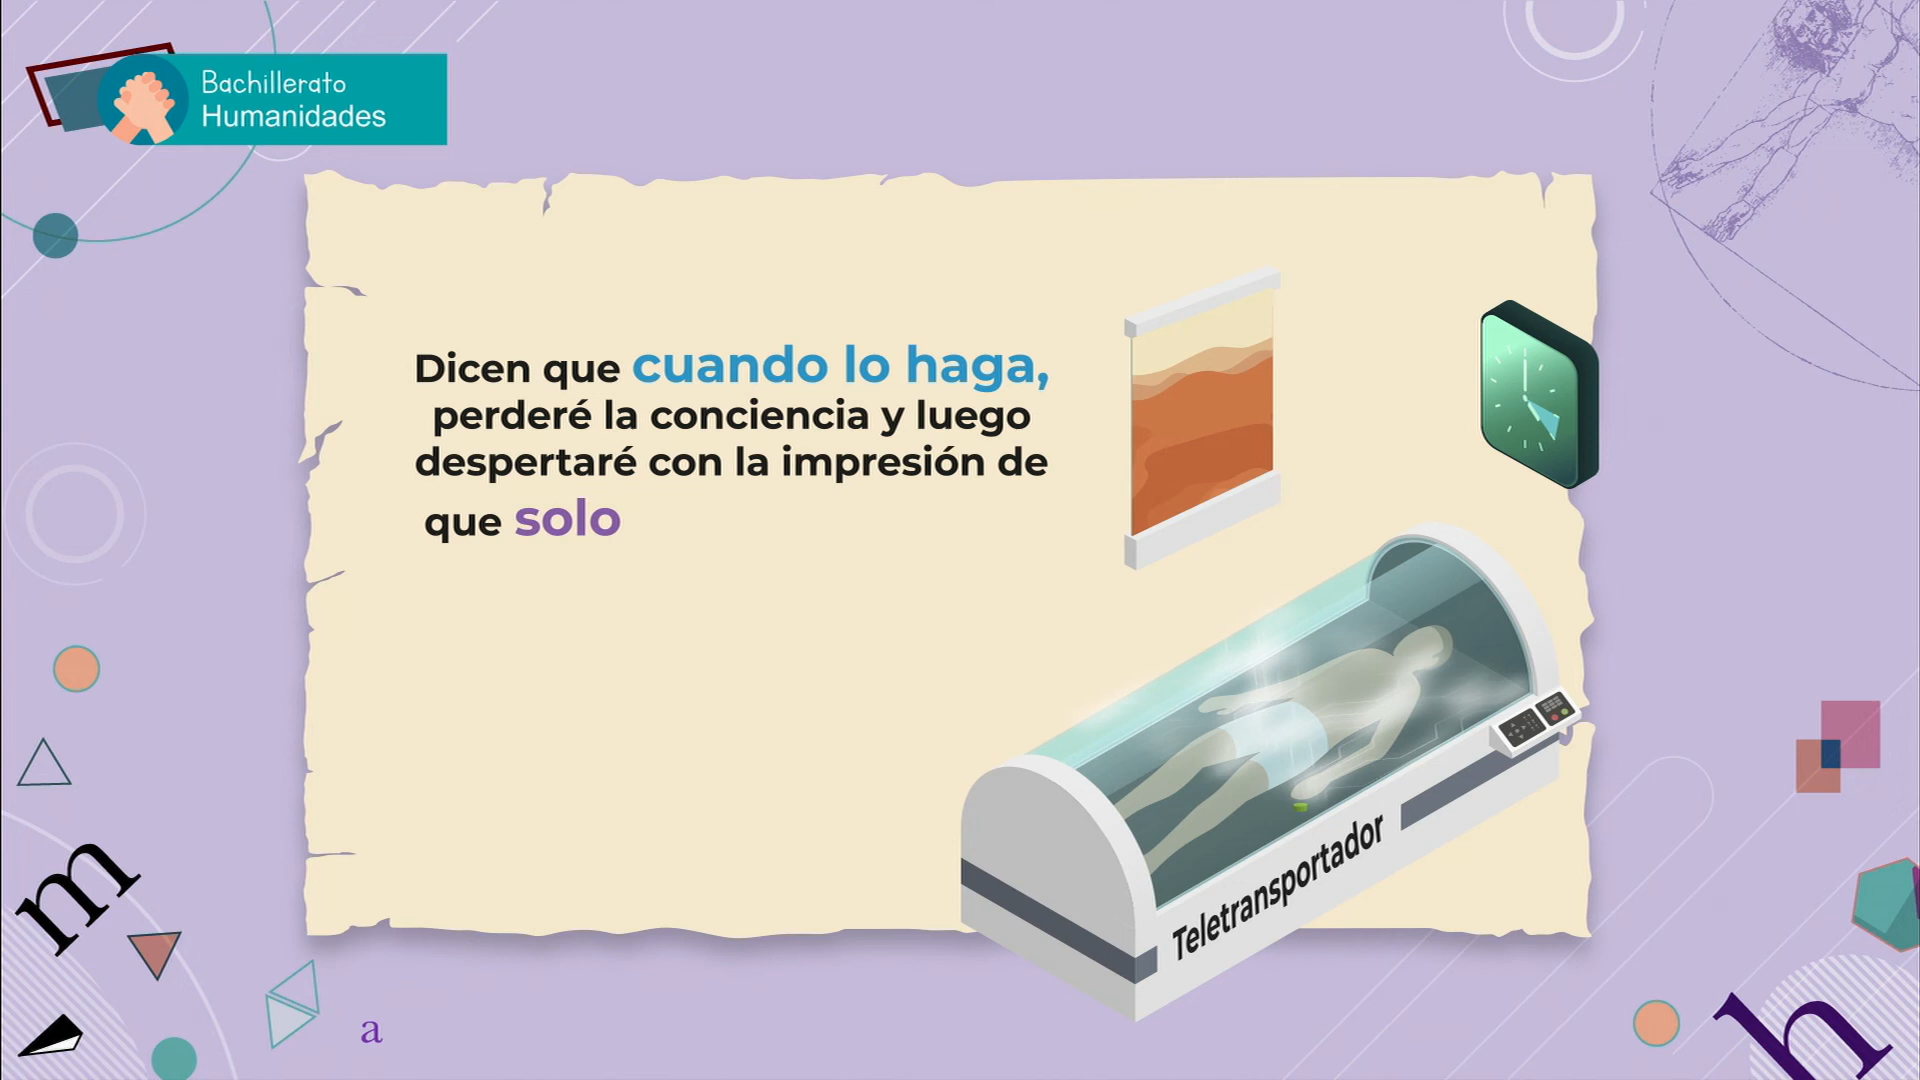 Bachillerato
Humanidades
Dicen que cuando lo haga,
perderé la conciencia y luego
despertaré con la impresión de
que solo
Teletransportador
m
a
h